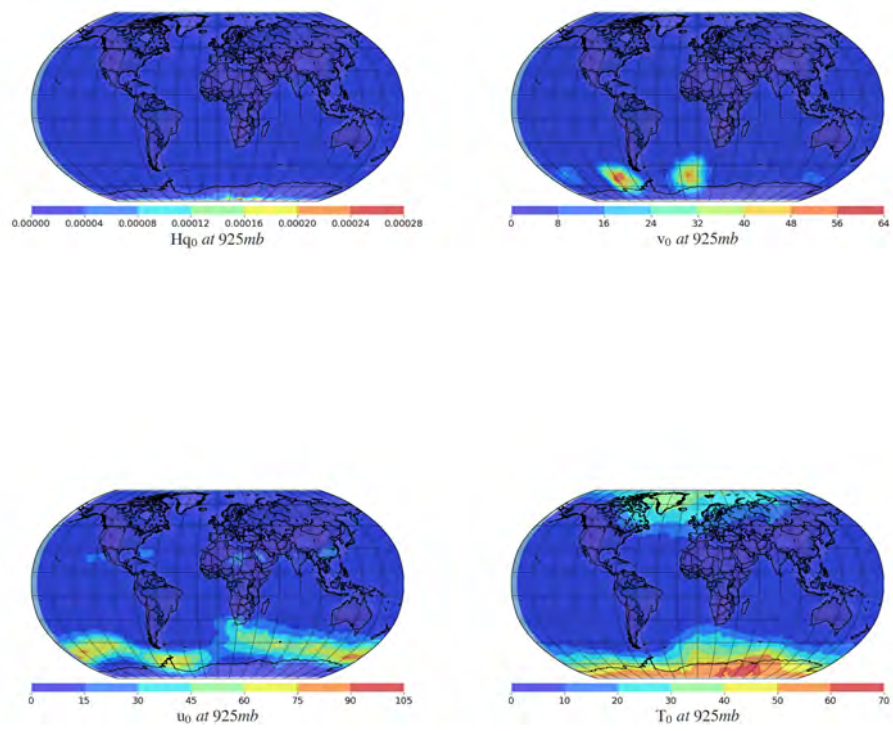 0.00000 0.00004 0.00008 0.00012 0.00016 0.00020 0.00024 0.00028
Hq₀ at 925mb
0 8 16 24 32 40 48 56 64
v₀ at 925mb
0 15 30 45 60 75 90 105
u₀ at 925mb
0 10 20 30 40 50 60 70
T₀ at 925mb